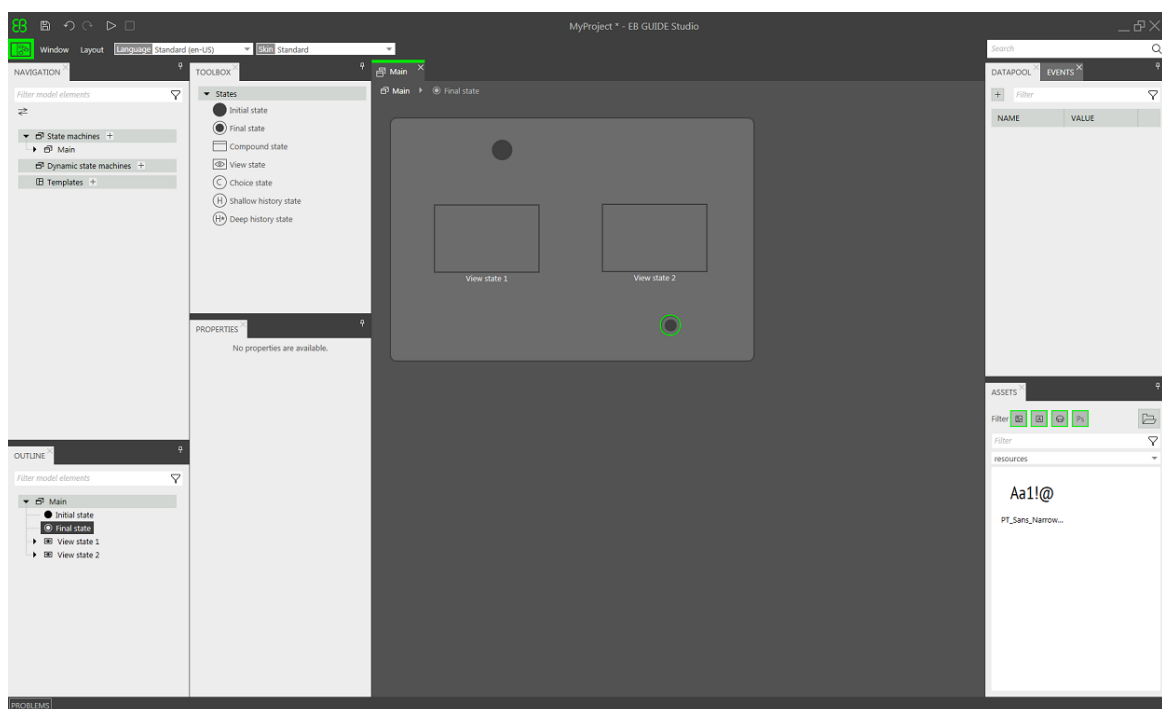 EB
MyProject * - EB GUIDE Studio
Window Layout Language Standard (en-US) Skin Standard
Search
NAVIGATION
Filter model elements
State machines +
Main
Dynamic state machines +
Templates +
OUTLINE
Filter model elements
Main
Initial state
Final state
View state 1
View state 2
TOOLBOX
States
Initial state
Final state
Compound state
View state
C Choice state
H Shallow history state
H* Deep history state
PROPERTIES
No properties are available.
Main
Main Final state
View state 1
View state 2
DATAPOOL EVENTS
+ Filter
NAME VALUE
ASSETS
Filter A Ps
Filter
resources
Aa1!@
PT_Sans_Narrow...
PROBLEMS